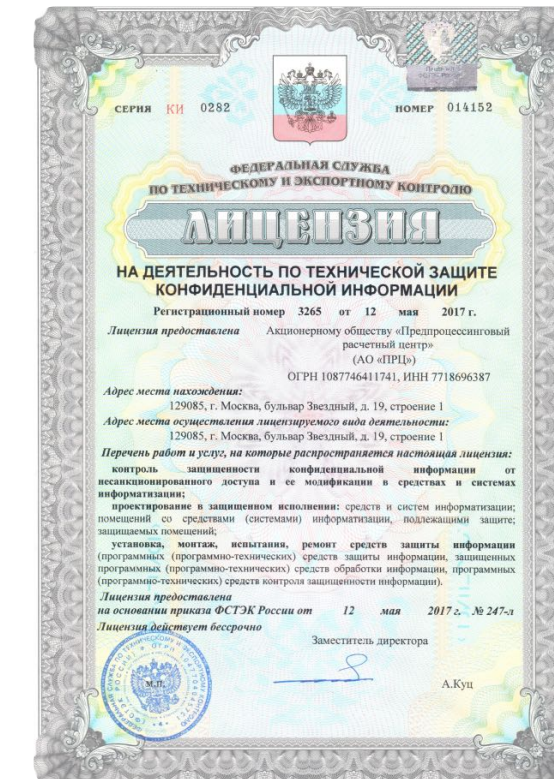 СЕРИЯ КИ 0282 НОМЕР 014152
ФЕДЕРАЛЬНАЯ СЛУЖБА
ПО ТЕХНИЧЕСКОМУ И ЭКСПОРТНОМУ КОНТРОЛЮ
ЛИЦЕНЗИЯ
НА ДЕЯТЕЛЬНОСТЬ ПО ТЕХНИЧЕСКОЙ ЗАЩИТЕ
КОНФИДЕНЦИАЛЬНОЙ ИНФОРМАЦИИ
Регистрационный номер 3265 от 12 мая 2017 г.
Лицензия предоставлена Акционерному обществу «Предпроцессинговый
расчетный центр»
(АО «ПРЦ»)
ОГРН 1087746411741, ИНН 7718696387
Адрес места нахождения:
129085, г. Москва, бульвар Звездный, д. 19, строение 1
Адрес места осуществления лицензируемого вида деятельности:
129085, г. Москва, бульвар Звездный, д. 19, строение 1
Перечень работ и услуг, на которые распространяется настоящая лицензия:
контроль защищенности конфиденциальной информации от
несанкционированного доступа и ее модификации в средствах и системах
информатизации;
проектирование в защищенном исполнении: средств и систем информатизации;
помещений со средствами (системами) информатизации, подлежащими защите;
защищаемых помещений;
установка, монтаж, испытания, ремонт средств защиты информации
(программных (программно-технических) средств защиты информации, защищенных
программных (программно-технических) средств обработки информации, программных
(программно-технических) средств контроля защищенности информации).
Лицензия предоставлена
на основании приказа ФСТЭК России от 12 мая 2017 г. № 247-л
Лицензия действует бессрочно
Заместитель директора
М.П.
А.Куц